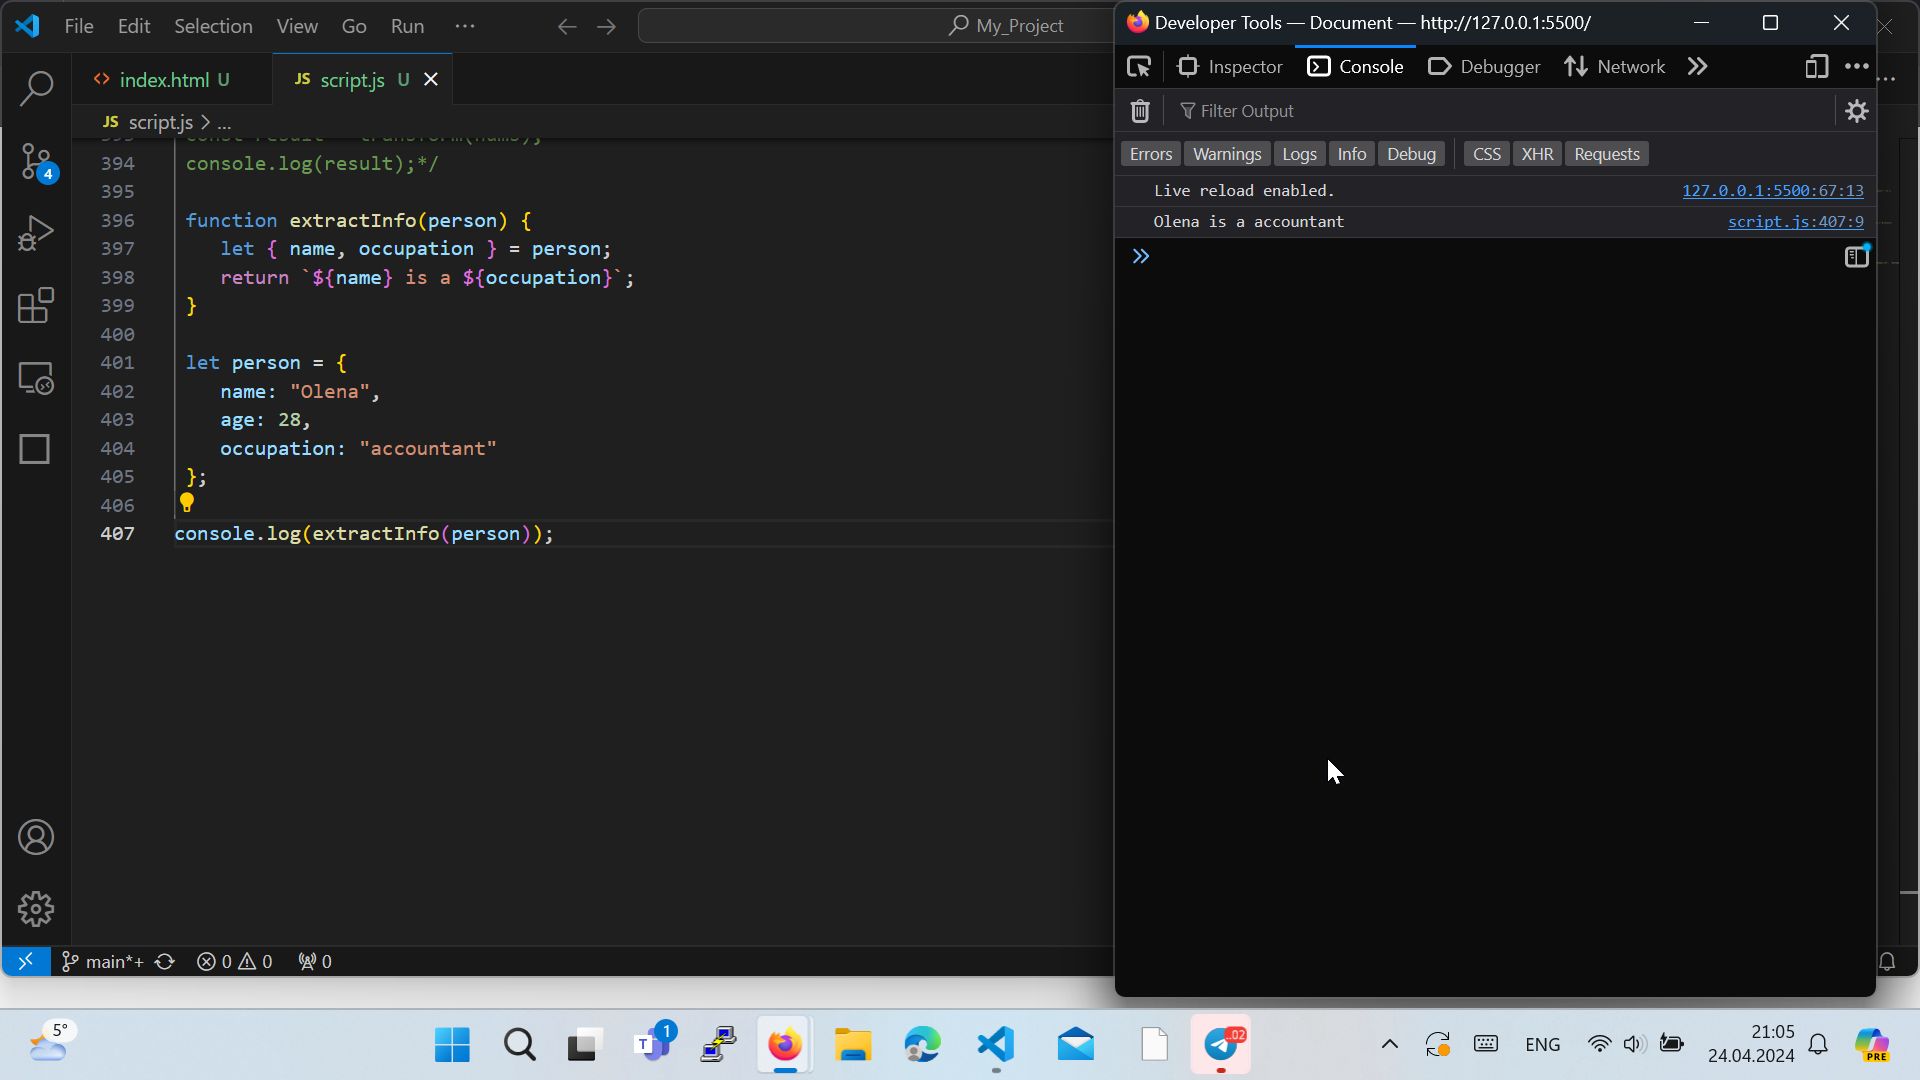 File Edit Selection View Go Run ···
My_Project
index.html U
JS script.js U
JS script.js > ...
394 console.log(result);*/
395
396 function extractInfo(person) {
397 let { name, occupation } = person;
398 return `${name} is a ${occupation}`;
399 }
400
401 let person = {
402 name: "Olena",
403 age: 28,
404 occupation: "accountant"
405 };
406
407 console.log(extractInfo(person));
4
main*+ 0 0 0
Developer Tools — Document — http://127.0.0.1:5500/
Inspector Console Debugger Network
Filter Output
Errors Warnings Logs Info Debug CSS XHR Requests
Live reload enabled. 127.0.0.1:5500:67:13
Olena is a accountant script.js:407:9
5°
T 1
.02
ENG
21:05
24.04.2024
PRE